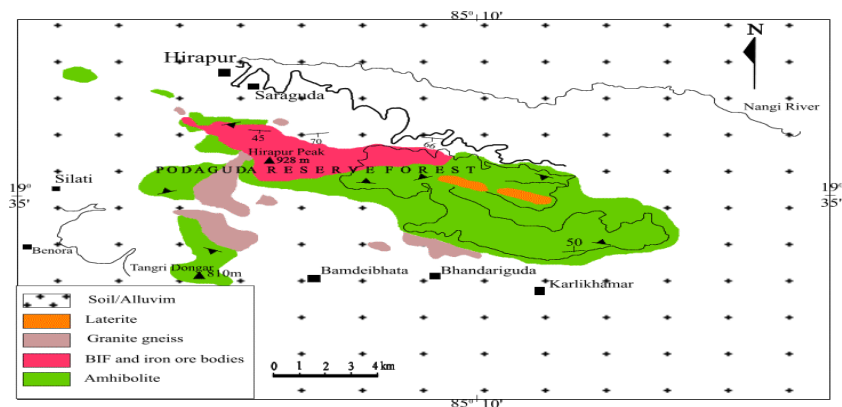 85° 10'
N
Hirapur
Saraguda
Nangi River
45
70
66
Hirapur Peak
928 m
PODAGUDA RESERVE FOREST
19°
35'
Silati
19°
35'
50
Benora
Tangri Dongar
810m
Bamdeibhata
Bhandariguda
Karlikhamar
Soil/Alluvim
Laterite
Granite gneiss
BIF and iron ore bodies
Amhibolite
0 1 2 3 4 km
85° 10'